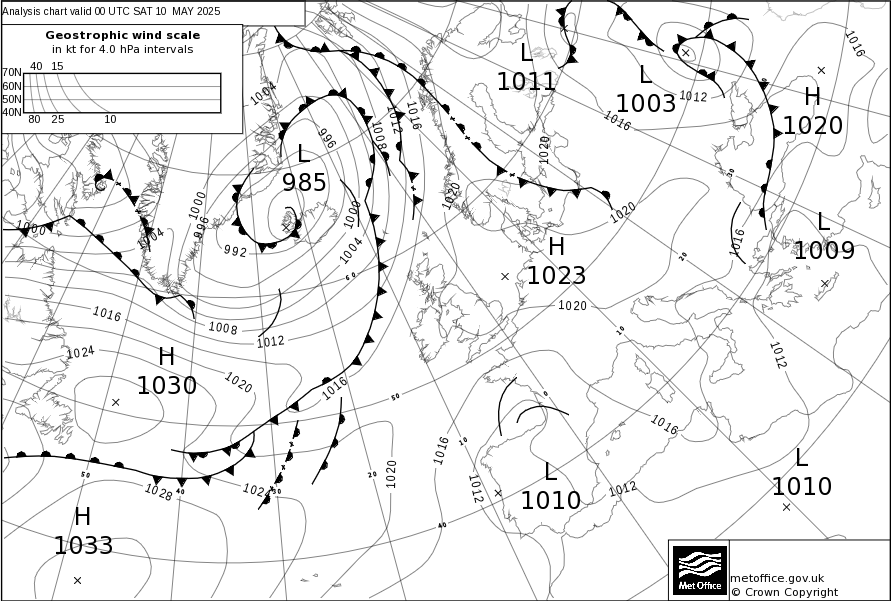 Analysis chart valid 00 UTC SAT 10 MAY 2025
Geostrophic wind scale
in kt for 4.0 hPa intervals
40 15
70N
60N
50N
40N
80 25 10
L
1011
L
1003
H
1020
1016
1004
996
1008
1012
1016
1012
1016
L
985
1020
1020
1020
1000
996
1000
1004
1000
1004
992
1016
L
1009
H
1023
60
20
30
1020
1016
1008
1012
10
1024
H
1030
1020
1016
1012
50
0
1016
1016
10
L
1010
L
1010
1020
1012
1012
20
50
40
30
1028
1024
H
1033
40
Met Office
metoffice.gov.uk
© Crown Copyright